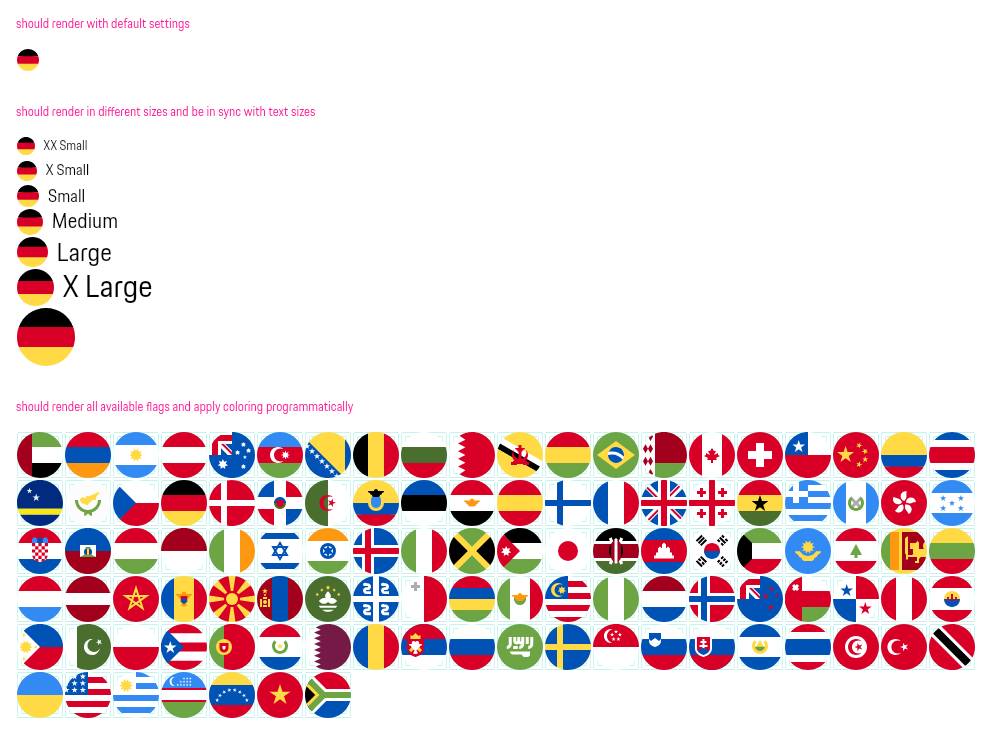 should render with default settings
should render in different sizes and be in sync with text sizes
XX Small
X Small
Small
Medium
Large
X Large
should render all available flags and apply coloring programmatically